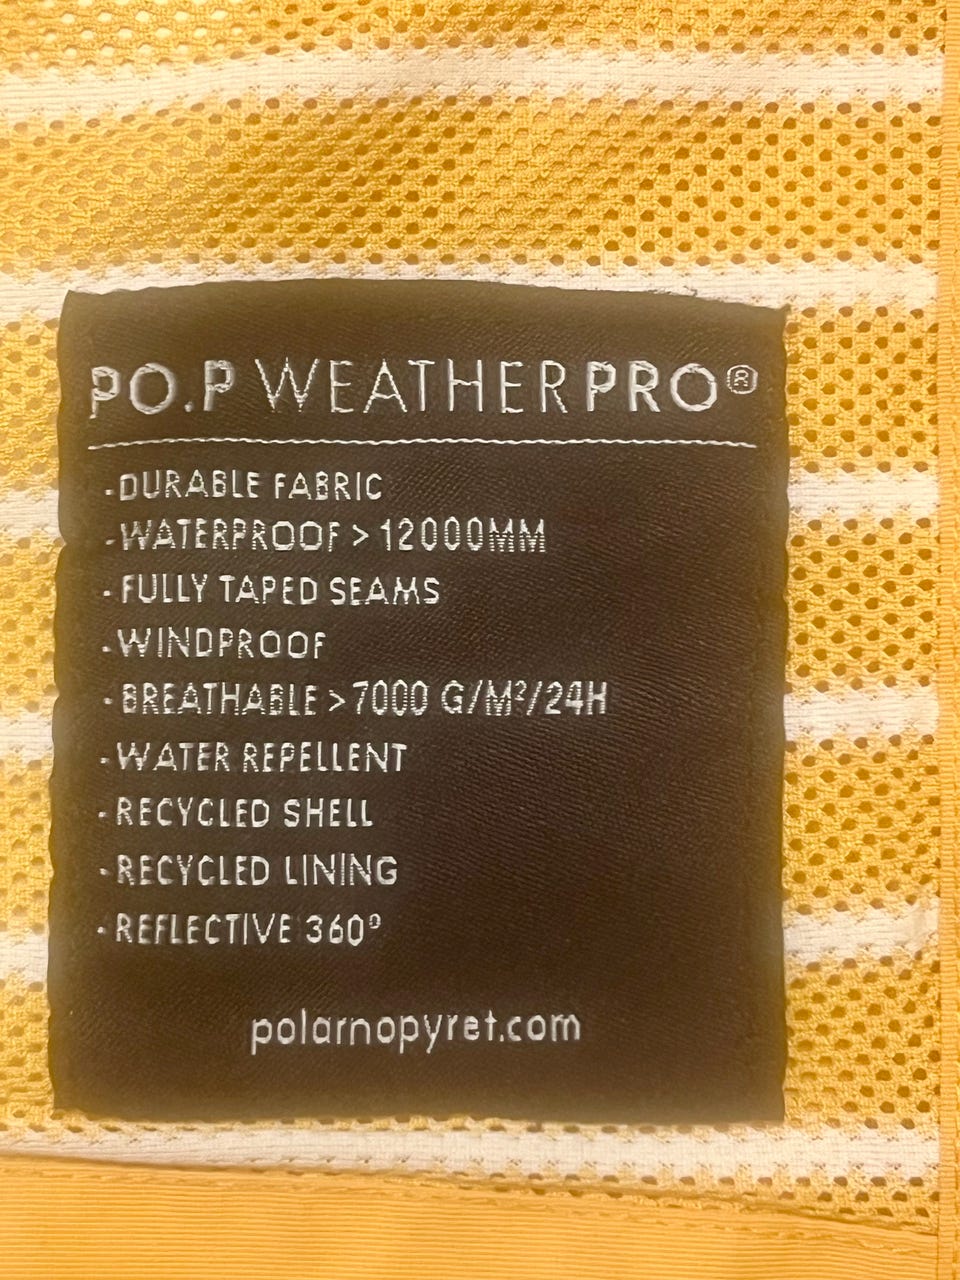 PO.P WEATHERPRO®
-DURABLE FABRIC
-WATERPROOF > 12000MM
-FULLY TAPED SEAMS
-WINDPROOF
-BREATHABLE > 7000 G/M²/24H
-WATER REPELLENT
-RECYCLED SHELL
-RECYCLED LINING
-REFLECTIVE 360°
polarnopyret.com